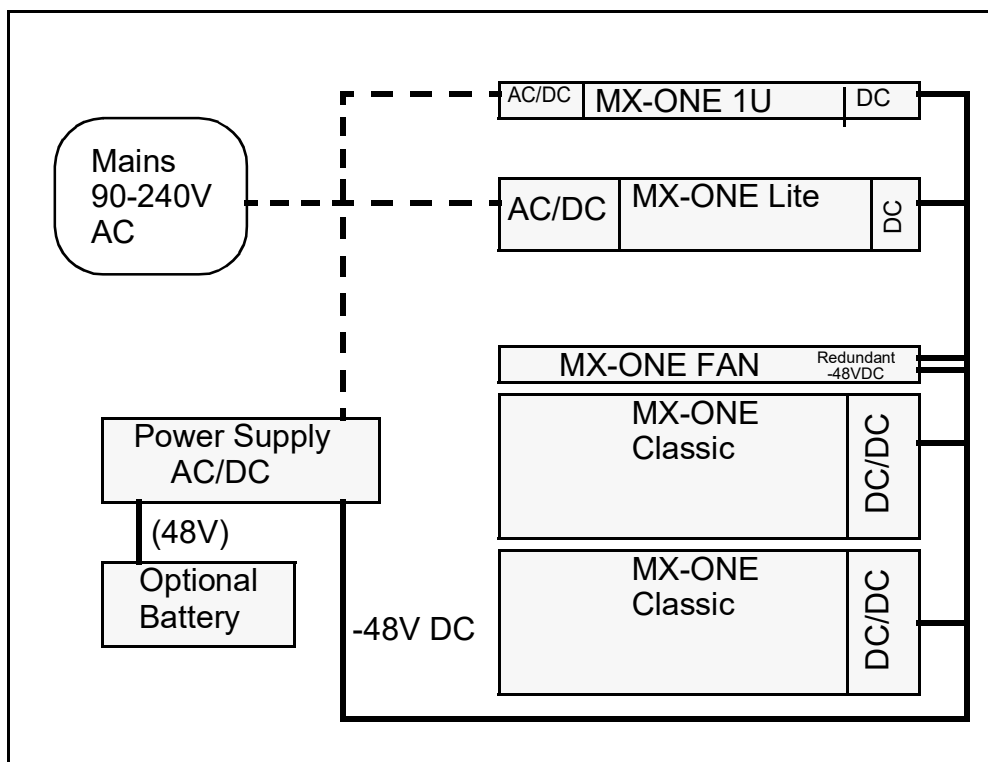 AC/DC MX-ONE 1U DC
Mains
90-240V
AC
AC/DC MX-ONE Lite DC
MX-ONE FAN Redundant
-48VDC
MX-ONE
Classic
DC/DC
Power Supply
AC/DC
(48V)
Optional
Battery
MX-ONE
Classic
DC/DC
-48V DC